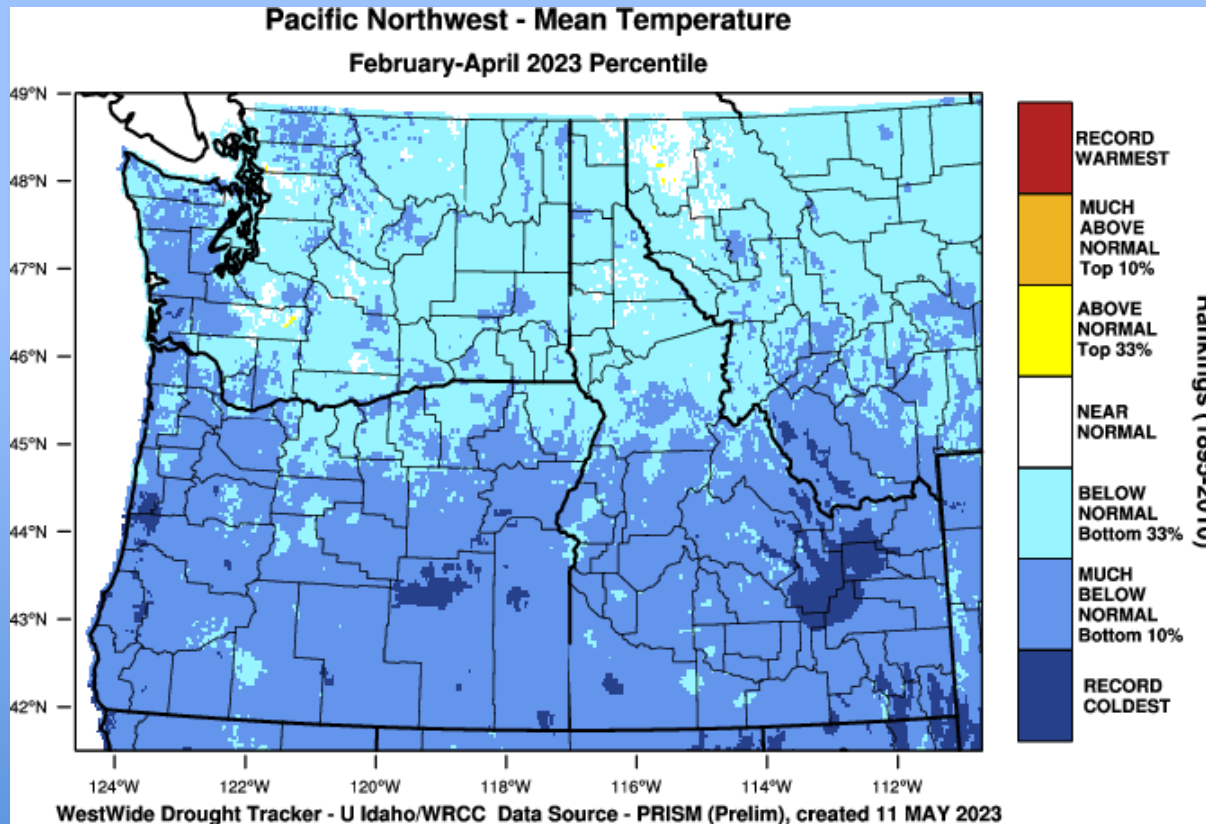 Pacific Northwest - Mean Temperature
February-April 2023 Percentile
49°N
48°N
47°N
46°N
45°N
44°N
43°N
42°N
124°W
122°W
120°W
118°W
116°W
114°W
112°W
RECORD
WARMEST
MUCH
ABOVE
NORMAL
Top 10%
ABOVE
NORMAL
Top 33%
NEAR
NORMAL
BELOW
NORMAL
Bottom 33%
MUCH
BELOW
NORMAL
Bottom 10%
RECORD
COLDEST
Rankings (1895-2010)
WestWide Drought Tracker - U Idaho/WRCC Data Source - PRISM (Prelim), created 11 MAY 2023